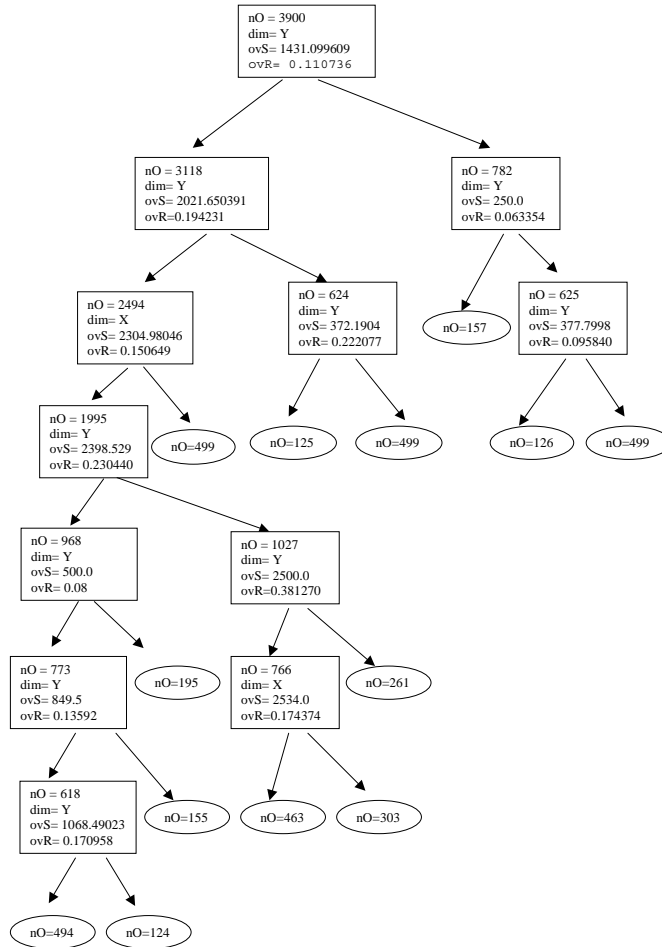 nO = 3900
dim= Y
ovS= 1431.099609
ovR= 0.110736
nO = 3118
dim= Y
ovS= 2021.650391
ovR=0.194231
nO = 782
dim= Y
ovS= 250.0
ovR= 0.063354
nO = 2494
dim= X
ovS= 2304.98046
ovR= 0.150649
nO = 624
dim= Y
ovS= 372.1904
ovR= 0.222077
nO=157
nO = 625
dim= Y
ovS= 377.7998
ovR= 0.095840
nO = 1995
dim= Y
ovS= 2398.529
ovR= 0.230440
nO=499
nO=125
nO=499
nO=126
nO=499
nO = 968
dim= Y
ovS= 500.0
ovR= 0.08
nO = 1027
dim= Y
ovS= 2500.0
ovR=0.381270
nO = 773
dim= Y
ovS= 849.5
ovR= 0.13592
nO=195
nO = 766
dim= X
ovS= 2534.0
ovR=0.174374
nO=261
nO = 618
dim= Y
ovS= 1068.49023
ovR= 0.170958
nO=155
nO=463
nO=303
nO=494
nO=124